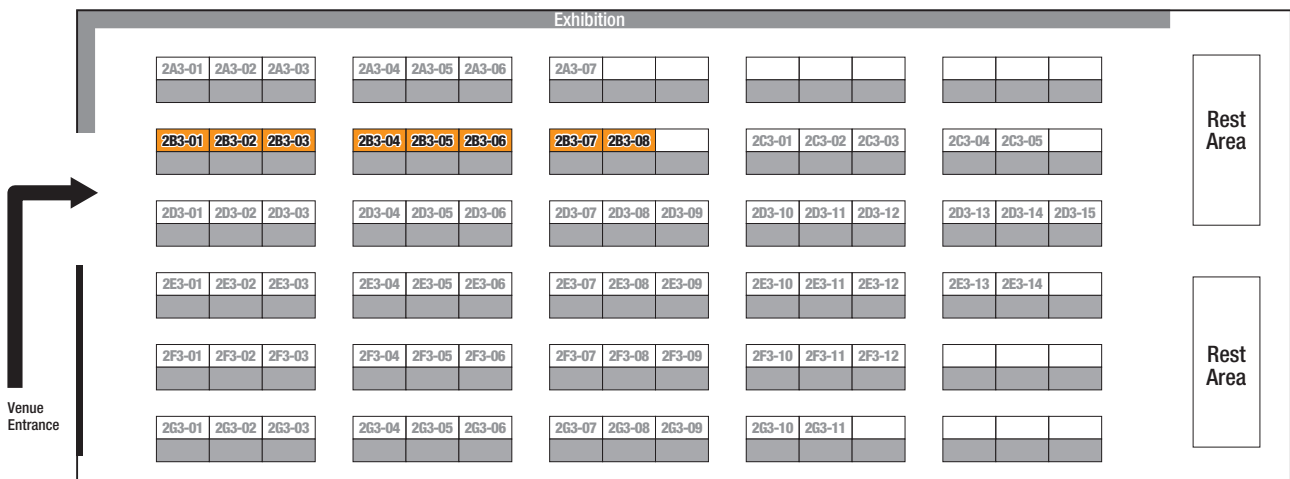 Exhibition
2A3-01 2A3-02 2A3-03 2A3-04 2A3-05 2A3-06 2A3-07
2B3-01 2B3-02 2B3-03 2B3-04 2B3-05 2B3-06 2B3-07 2B3-08 2C3-01 2C3-02 2C3-03 2C3-04 2C3-05
Rest
Area
2D3-01 2D3-02 2D3-03 2D3-04 2D3-05 2D3-06 2D3-07 2D3-08 2D3-09 2D3-10 2D3-11 2D3-12 2D3-13 2D3-14 2D3-15
2E3-01 2E3-02 2E3-03 2E3-04 2E3-05 2E3-06 2E3-07 2E3-08 2E3-09 2E3-10 2E3-11 2E3-12 2E3-13 2E3-14
2F3-01 2F3-02 2F3-03 2F3-04 2F3-05 2F3-06 2F3-07 2F3-08 2F3-09 2F3-10 2F3-11 2F3-12
Rest
Area
Venue
Entrance
2G3-01 2G3-02 2G3-03 2G3-04 2G3-05 2G3-06 2G3-07 2G3-08 2G3-09 2G3-10 2G3-11